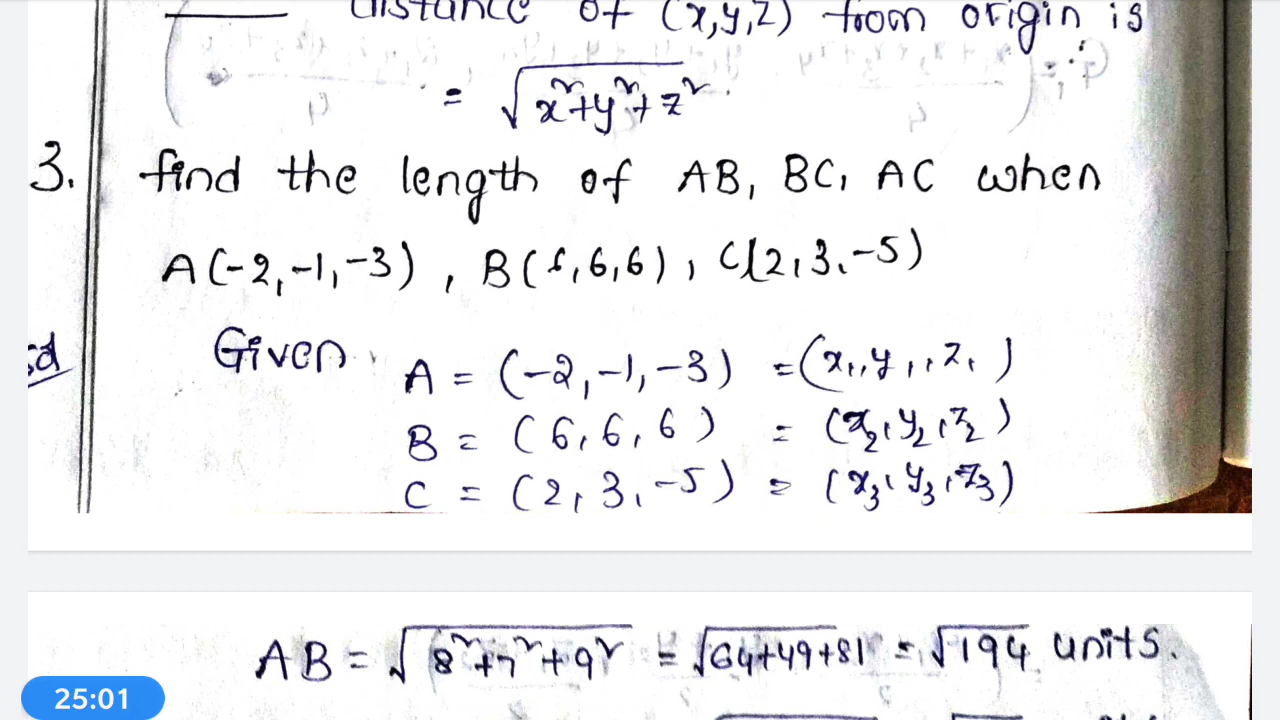 distance of (x,y,z) from origin is
= √x²+y²+z².
3. find the length of AB, BC, AC when
A(-2,-1,-3), B(6,6,6), C(2,3,-5)
Given A = (-2,-1,-3) = (x₁,y₁,z₁)
B = (6,6,6) = (x₂,y₂,z₂)
C = (2,3,-5) = (x₃,y₃,z₃)
AB = √8²+7²+9² = √64+49+81 = √194 units.
25:01